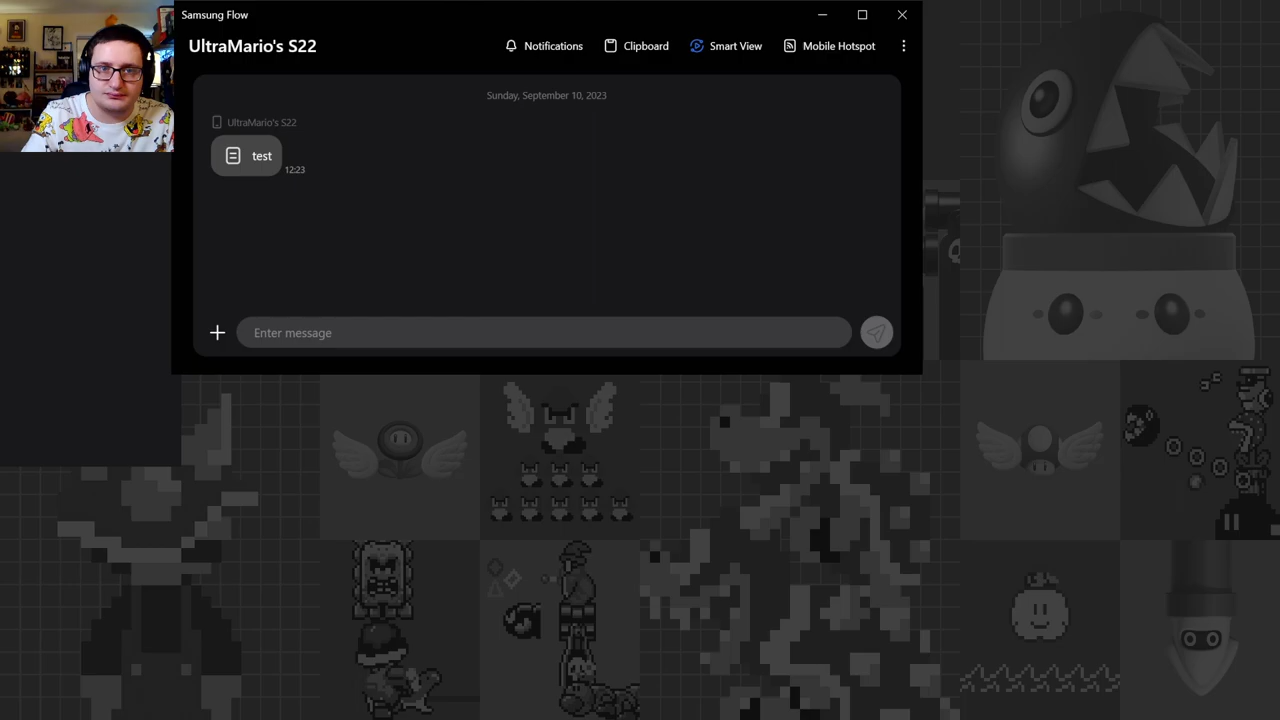 Samsung Flow
UltraMario's S22
Notifications
Clipboard
Smart View
Mobile Hotspot
Sunday, September 10, 2023
UltraMario's S22
test
12:23
Enter message